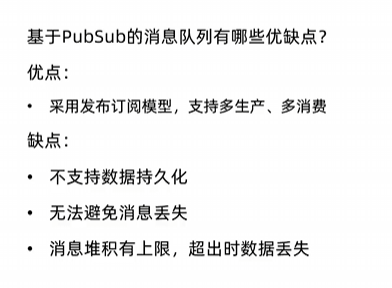 基于PubSub的消息队列有哪些优缺点？
优点：
• 采用发布订阅模型，支持多生产、多消费
缺点：
• 不支持数据持久化
• 无法避免消息丢失
• 消息堆积有上限，超出时数据丢失